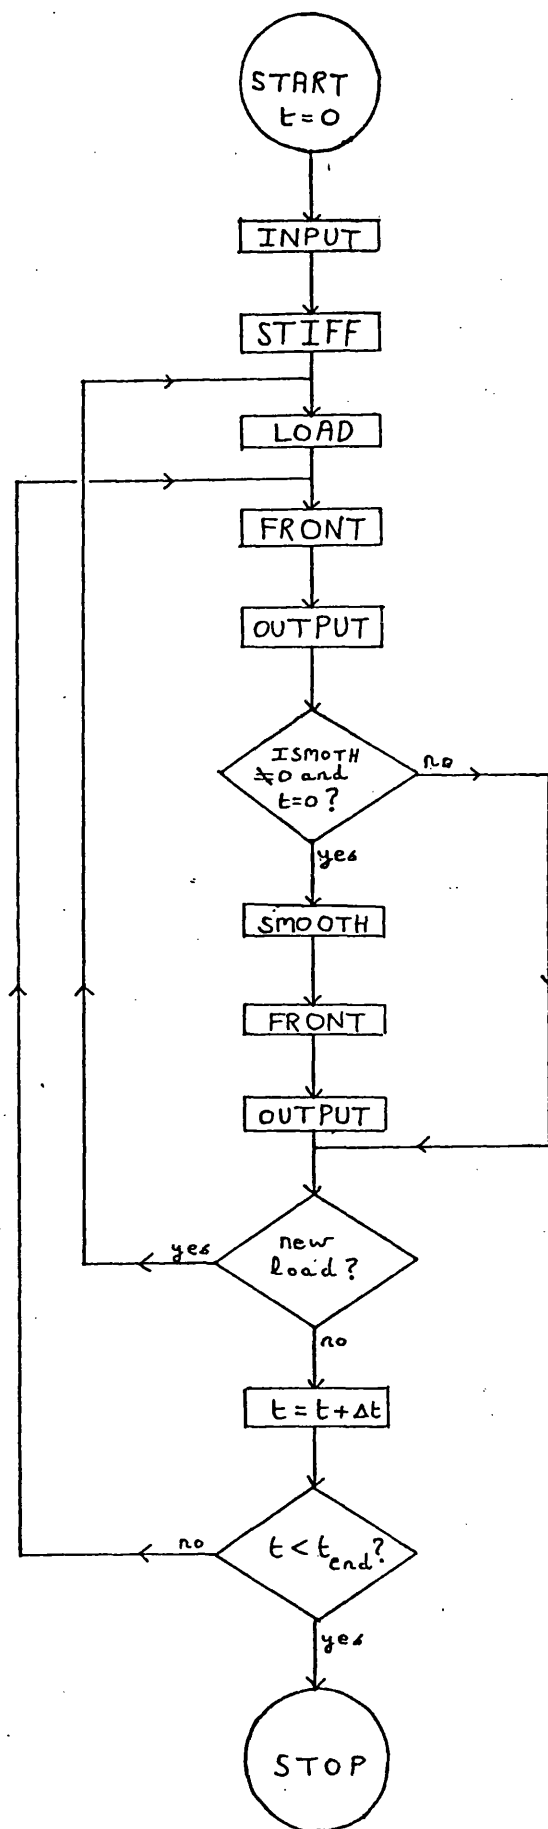 START
t=0
INPUT
STIFF
LOAD
FRONT
OUTPUT
ISMOTH
≠0 and
t=0?
no
yes
SMOOTH
FRONT
OUTPUT
new
load?
yes
no
t=t+Δt
t<t_end?
no
yes
STOP